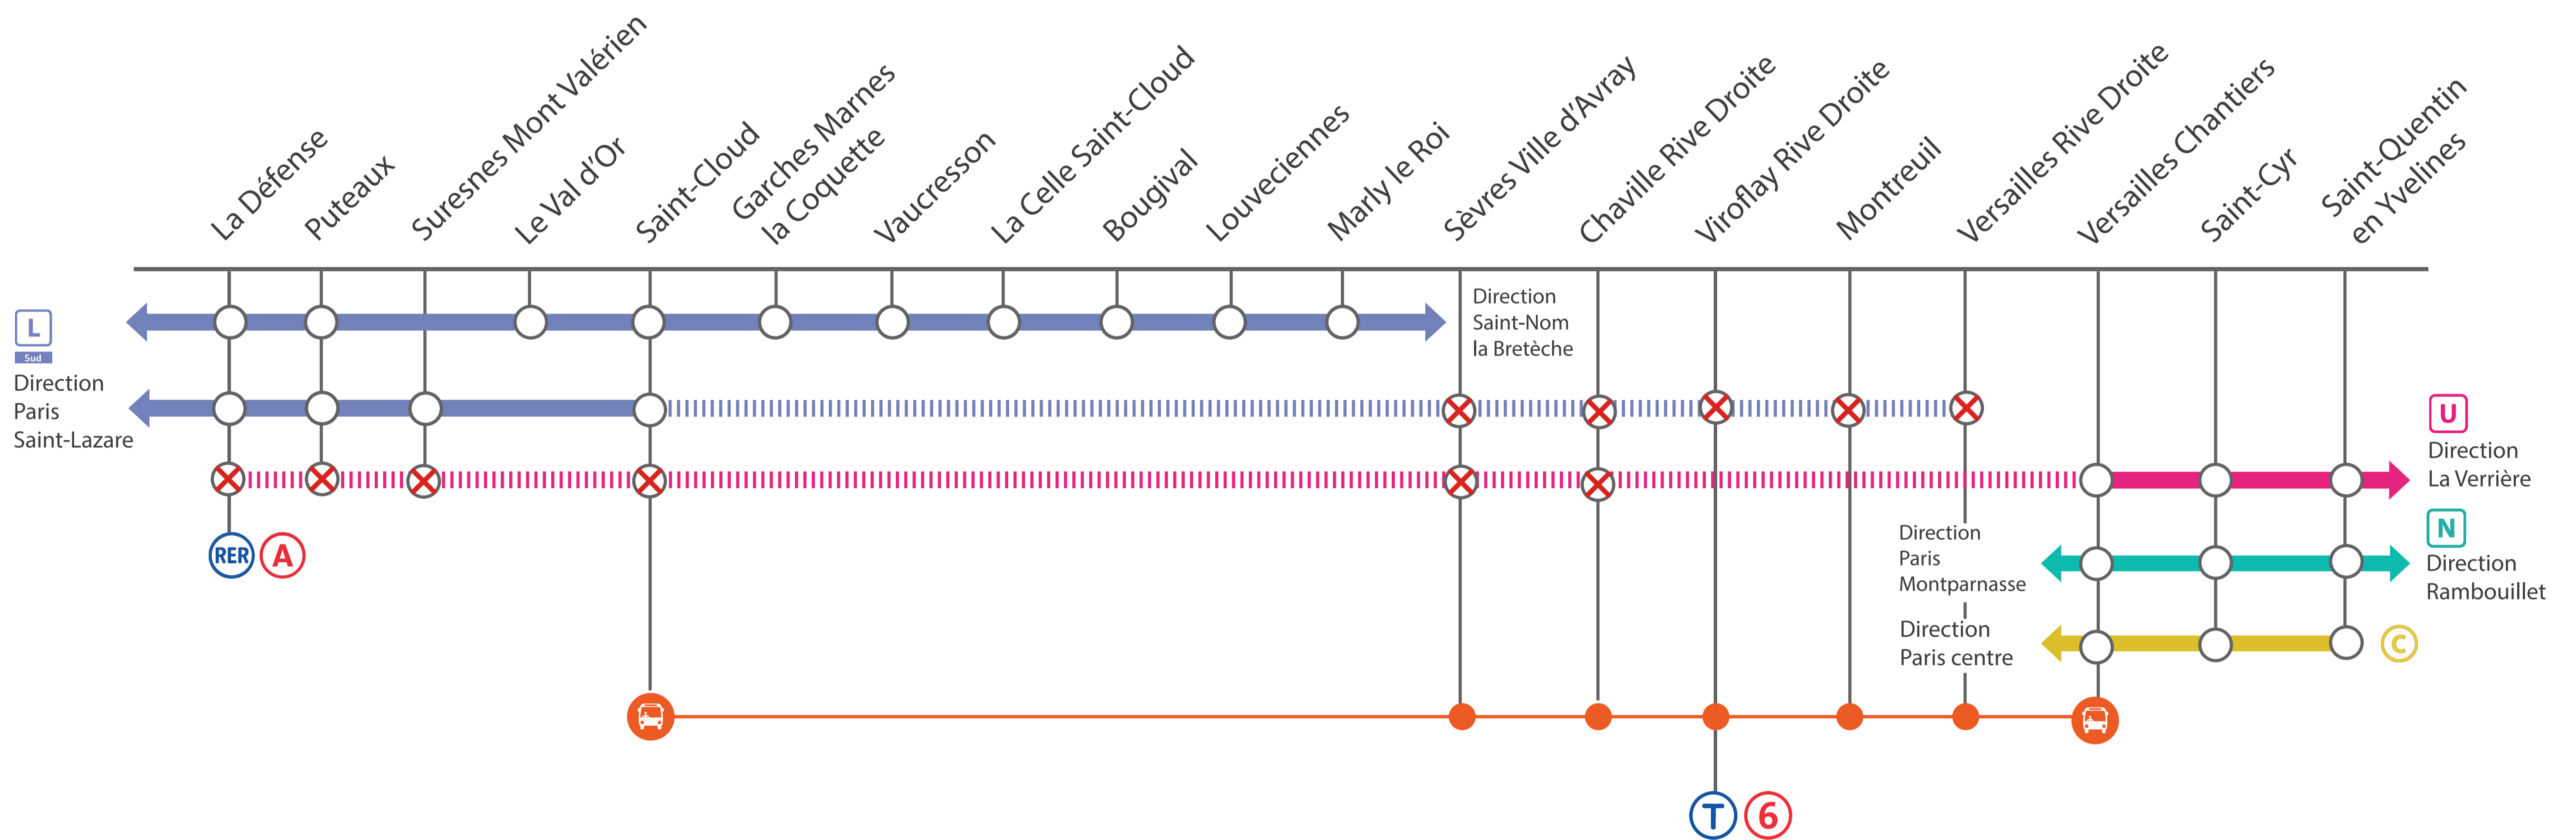 La Défense
Puteaux
Suresnes Mont Valérien
Le Val d'Or
Saint-Cloud
Garches Marnes
la Coquette
Vaucresson
La Celle Saint-Cloud
Bougival
Louveciennes
Marly le Roi
Sèvres Ville d'Avray
Chaville Rive Droite
Viroflay Rive Droite
Montreuil
Versailles Rive Droite
Versailles Chantiers
Saint-Cyr
Saint-Quentin
en Yvelines
L
Sud
Direction
Paris
Saint-Lazare
Direction
Saint-Nom
la Bretèche
U
Direction
La Verrière
RER A
Direction
Paris
Montparnasse
N
Direction
Rambouillet
Direction
Paris centre
C
T 6